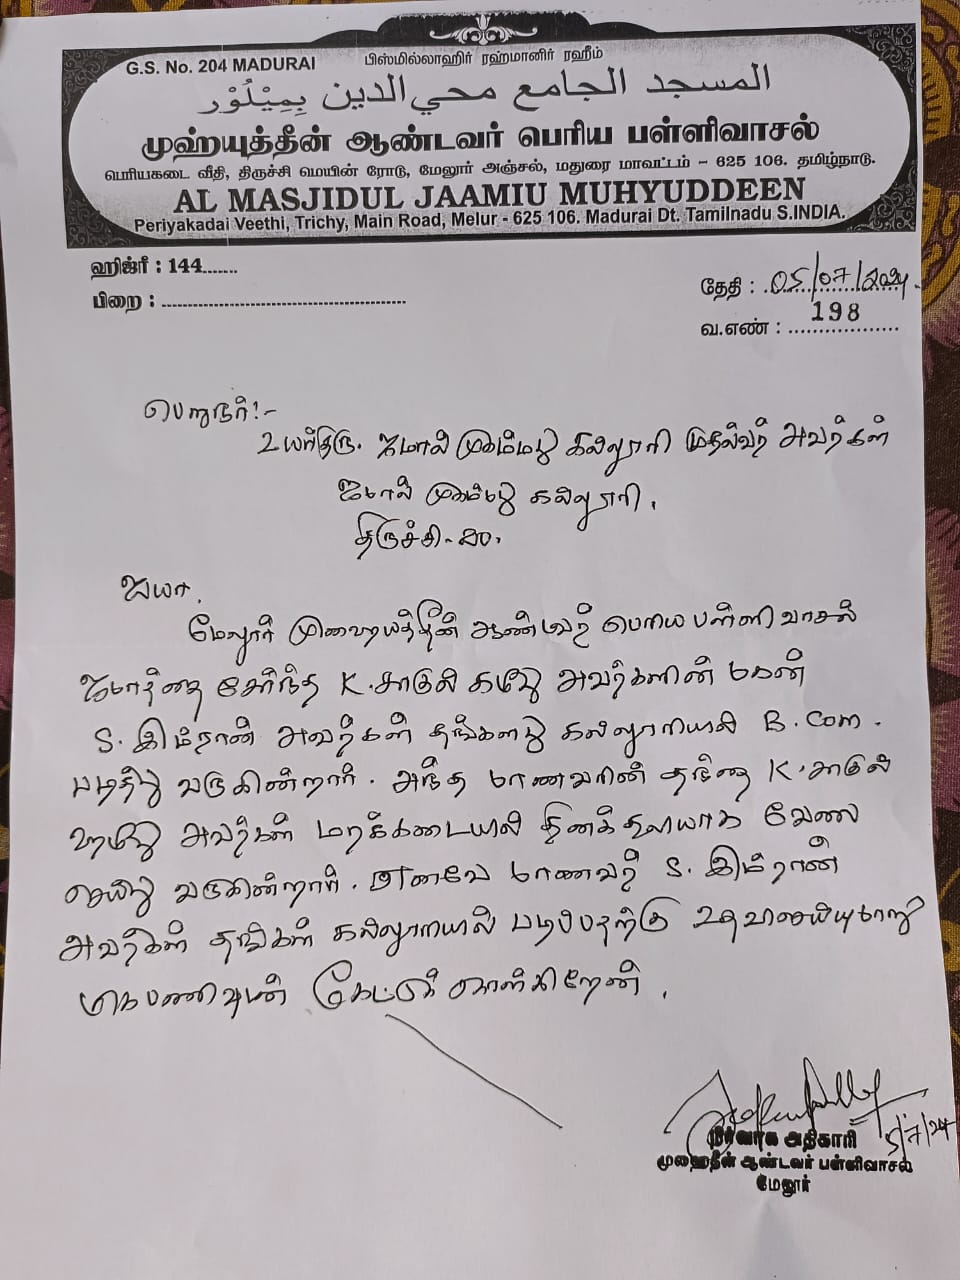 G.S. No. 204 MADURAI
பிஸ்மில்லாஹிர் ரஹ்மானிர் ரஹீம்
المسجد الجامع محي الدين بِمِيْلُوْر
முஹ்யுத்தீன் ஆண்டவர் பெரிய பள்ளிவாசல்
பெரியகடை வீதி, திருச்சி மெயின் ரோடு, மேலூர் அஞ்சல், மதுரை மாவட்டம் - 625 106. தமிழ்நாடு.
AL MASJIDUL JAAMIU MUHYUDDEEN
Periyakadai Veethi, Trichy, Main Road, Melur - 625 106. Madurai Dt. Tamilnadu S.INDIA.
ஹிஜ்ரீ : 144.......
பிறை : ..........................................
தேதி : 05/07/2024.
வ.எண் : 198
பெறுநர்!-
உயர்திரு. ஜமால் முகம்மது கல்லூரி முதல்வர் அவர்கள்
ஜமால் முகம்மது கல்லூரி,
திருச்சி-20.
ஐயா,
மேலூர் முஹைய்தீன் ஆண்டவர் பெரிய பள்ளி வாசல்
ஜமாத்தை சேர்ந்த K. சாகுல் கமீது அவர்களின் மகன்
S. இம்ரான் அவர்கள் தங்களது கல்லூரியில் B. Com.
படித்து வருகின்றார். அந்த மாணவரின் தந்தை K. சாகுல்
ஹமீது அவர்கள் மரக்கடையில் தினக்கூலியாக வேலை
செய்து வருகின்றார். எனவே மாணவர் S. இம்ரான்
அவர்கள் தங்கள் கல்லூரியில் படிப்பதற்கு உதவிசெய்யுமாறு
மிக பணிவுடன் கேட்டுக் கொள்கிறேன்.
5/7/24
நிர்வாக அதிகாரி
முஹைதீன் ஆண்டவர் பள்ளிவாசல்
மேலூர்